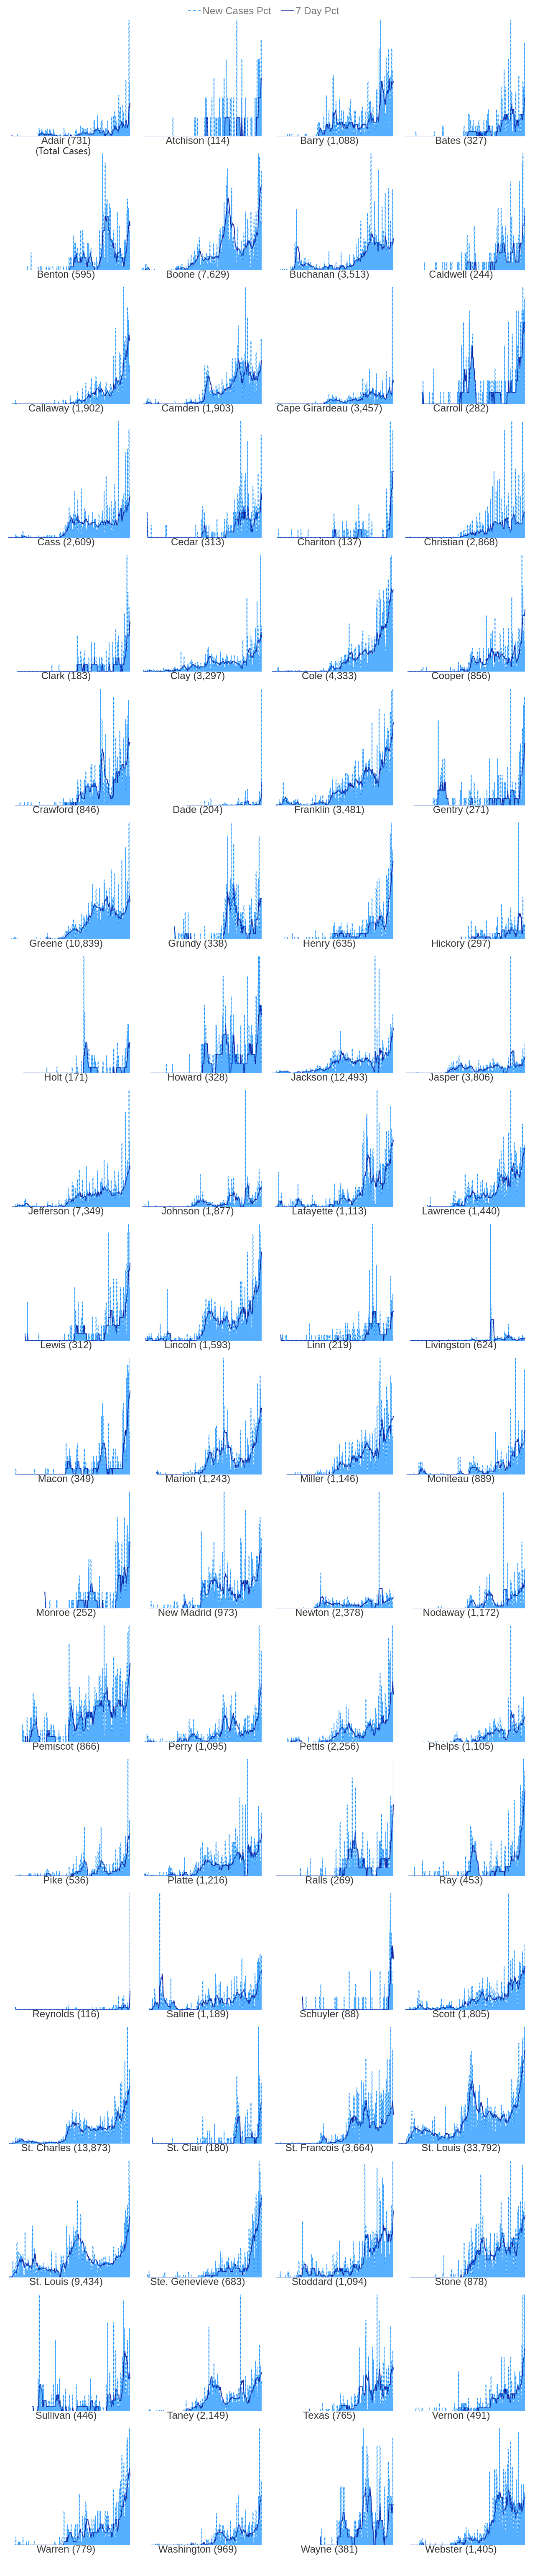 New Cases Pct 7 Day Pct
Adair (731) Atchison (114) Barry (1,088) Bates (327)
(Total Cases)
Benton (595) Boone (7,629) Buchanan (3,513) Caldwell (244)
Callaway (1,902) Camden (1,903) Cape Girardeau (3,457) Carroll (282)
Cass (2,609) Cedar (313) Chariton (137) Christian (2,868)
Clark (183) Clay (3,297) Cole (4,333) Cooper (856)
Crawford (846) Dade (204) Franklin (3,481) Gentry (271)
Greene (10,839) Grundy (338) Henry (635) Hickory (297)
Holt (171) Howard (328) Jackson (12,493) Jasper (3,806)
Jefferson (7,349) Johnson (1,877) Lafayette (1,113) Lawrence (1,440)
Lewis (312) Lincoln (1,593) Linn (219) Livingston (624)
Macon (349) Marion (1,243) Miller (1,146) Moniteau (889)
Monroe (252) New Madrid (973) Newton (2,378) Nodaway (1,172)
Pemiscot (866) Perry (1,095) Pettis (2,256) Phelps (1,105)
Pike (536) Platte (1,216) Ralls (269) Ray (453)
Reynolds (116) Saline (1,189) Schuyler (88) Scott (1,805)
St. Charles (13,873) St. Clair (180) St. Francois (3,664) St. Louis (33,792)
St. Louis (9,434) Ste. Genevieve (683) Stoddard (1,094) Stone (878)
Sullivan (446) Taney (2,149) Texas (765) Vernon (491)
Warren (779) Washington (969) Wayne (381) Webster (1,405)